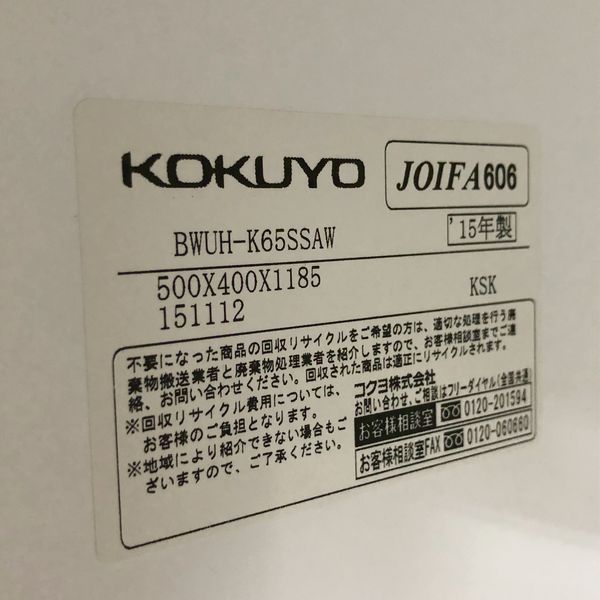 KOKUYO
JOIFA606
BWUH-K65SSAW
'15年製
500X400X1185
151112
KSK
不要になった商品の回収リサイクルをご希望の方は、適切な処理を行う廃
棄物搬送業者と廃棄物処理業者を紹介しますので、お客様相談室までご連
絡、お問い合わせください。回収された商品は適正にリサイクルされます。
※回収リサイクル費用については、
お客様のご負担となります。
※地域により紹介できない場合もご
ざいますので、ご了承ください。
コクヨ株式会社
お問い合わせ、ご相談はフリーダイヤル(全国共通)
お客様相談室 0120-201594
お客様相談室FAX 0120-060660